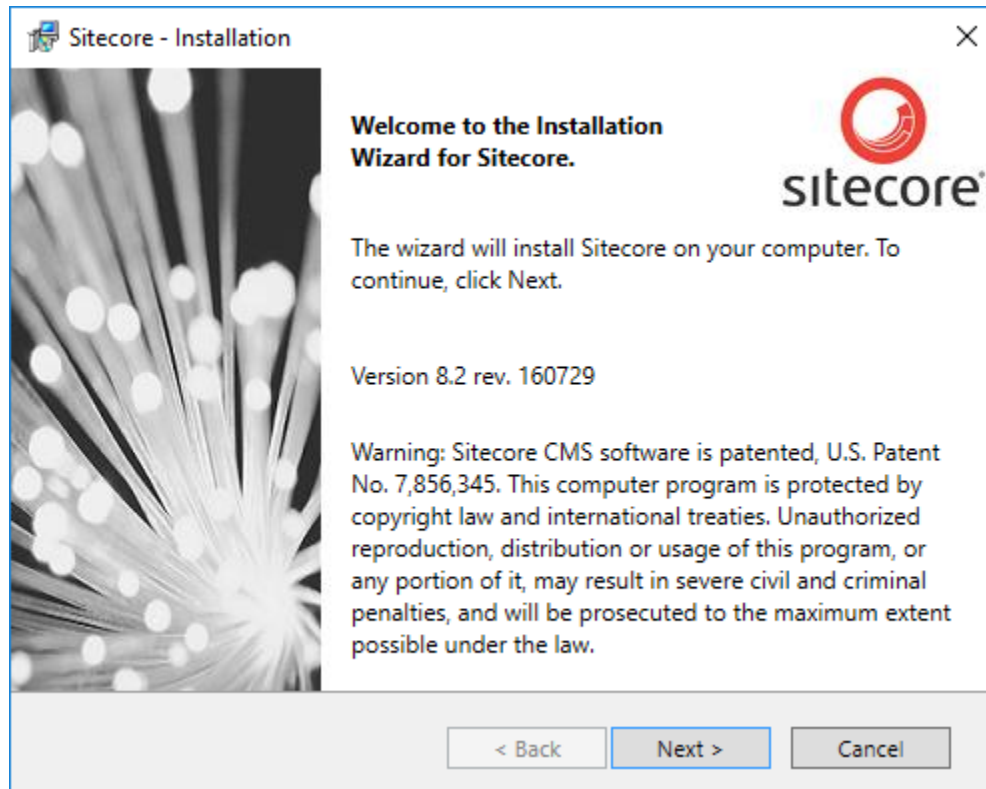 Sitecore - Installation
Welcome to the Installation
Wizard for Sitecore.
sitecore®
The wizard will install Sitecore on your computer. To
continue, click Next.
Version 8.2 rev. 160729
Warning: Sitecore CMS software is patented, U.S. Patent
No. 7,856,345. This computer program is protected by
copyright law and international treaties. Unauthorized
reproduction, distribution or usage of this program, or
any portion of it, may result in severe civil and criminal
penalties, and will be prosecuted to the maximum extent
possible under the law.
< Back Next > Cancel